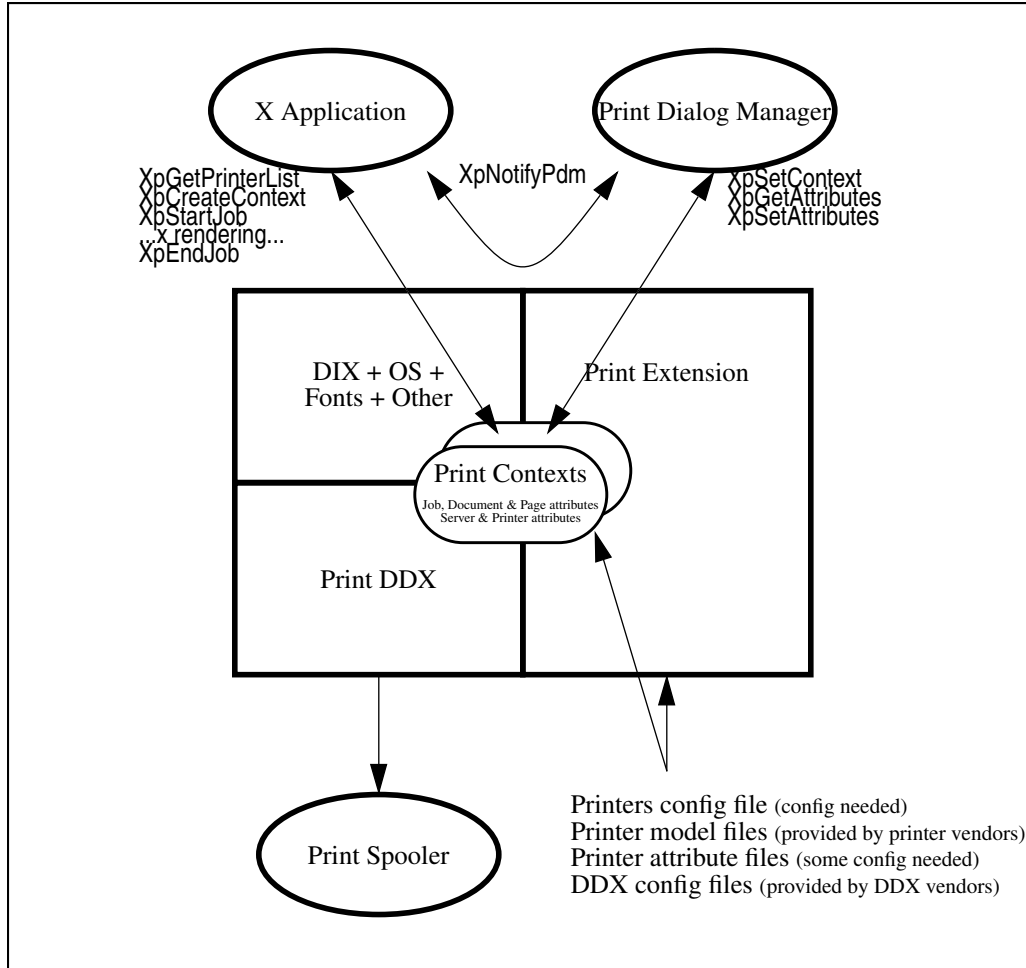 X Application
Print Dialog Manager
XpGetPrinterList
XpCreateContext
XpStartJob
...x rendering...
XpEndJob
XpNotifyPdm
XpSetContext
XpGetAttributes
XpSetAttributes
DIX + OS +
Fonts + Other
Print Extension
Print Contexts
Job, Document & Page attributes
Server & Printer attributes
Print DDX
Print Spooler
Printers config file (config needed)
Printer model files (provided by printer vendors)
Printer attribute files (some config needed)
DDX config files (provided by DDX vendors)